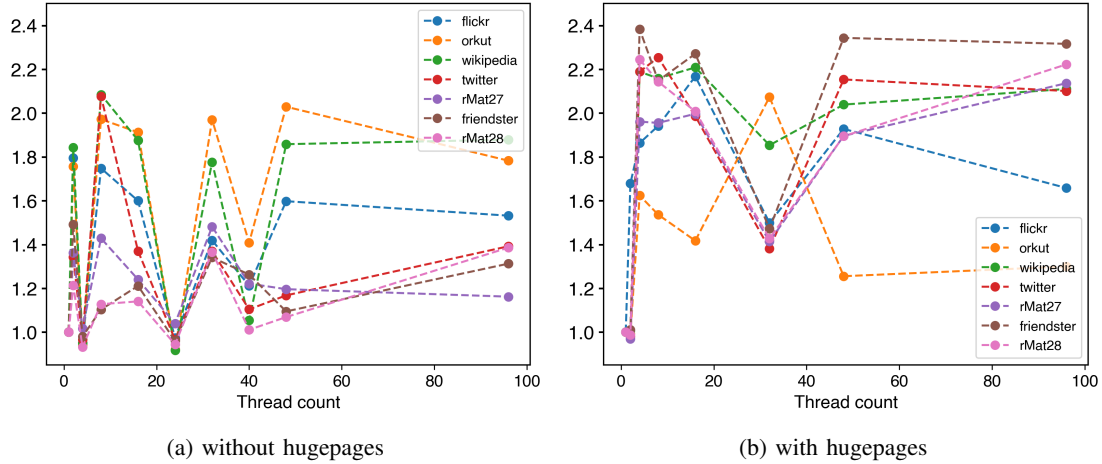 2.4
2.2
2.0
1.8
1.6
1.4
1.2
1.0
0 20 40 60 80 100
Thread count
flickr
orkut
wikipedia
twitter
rMat27
friendster
rMat28
(a) without hugepages
2.4
2.2
2.0
1.8
1.6
1.4
1.2
1.0
0 20 40 60 80 100
Thread count
flickr
orkut
wikipedia
twitter
rMat27
friendster
rMat28
(b) with hugepages